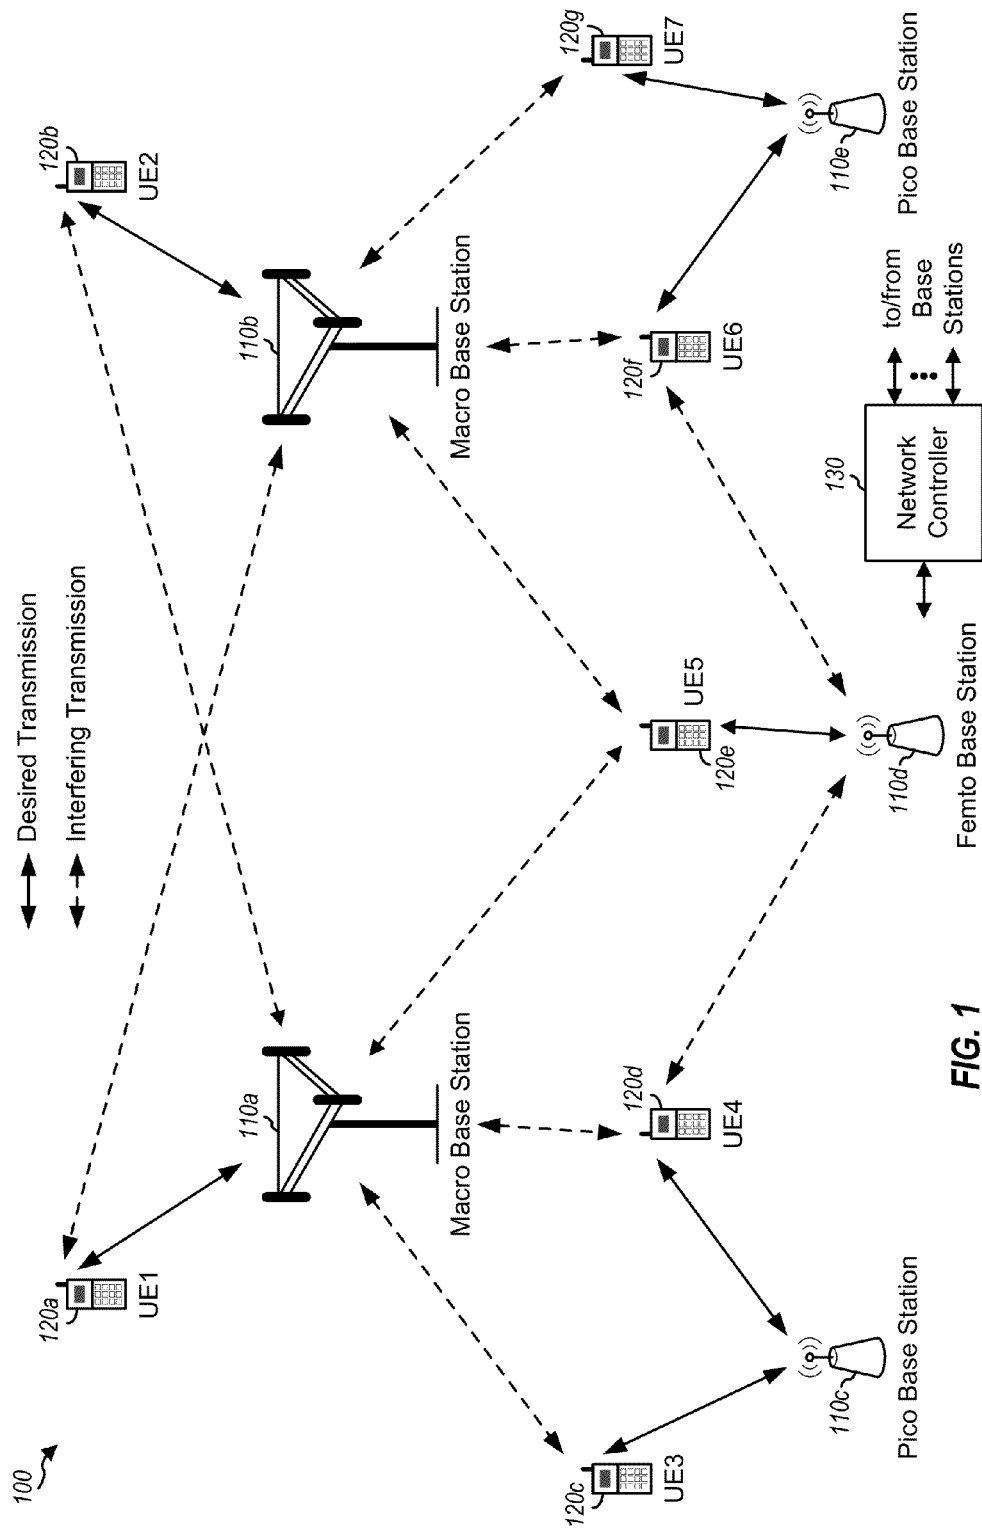 100
Desired Transmission
Interfering Transmission
120a
UE1
120b
UE2
110a
Macro Base Station
110b
Macro Base Station
120c
UE3
120d
UE4
120e
UE5
120f
UE6
120g
UE7
110c
Pico Base Station
110d
Femto Base Station
110e
Pico Base Station
130
Network
Controller
to/from
Base
Stations
FIG. 1